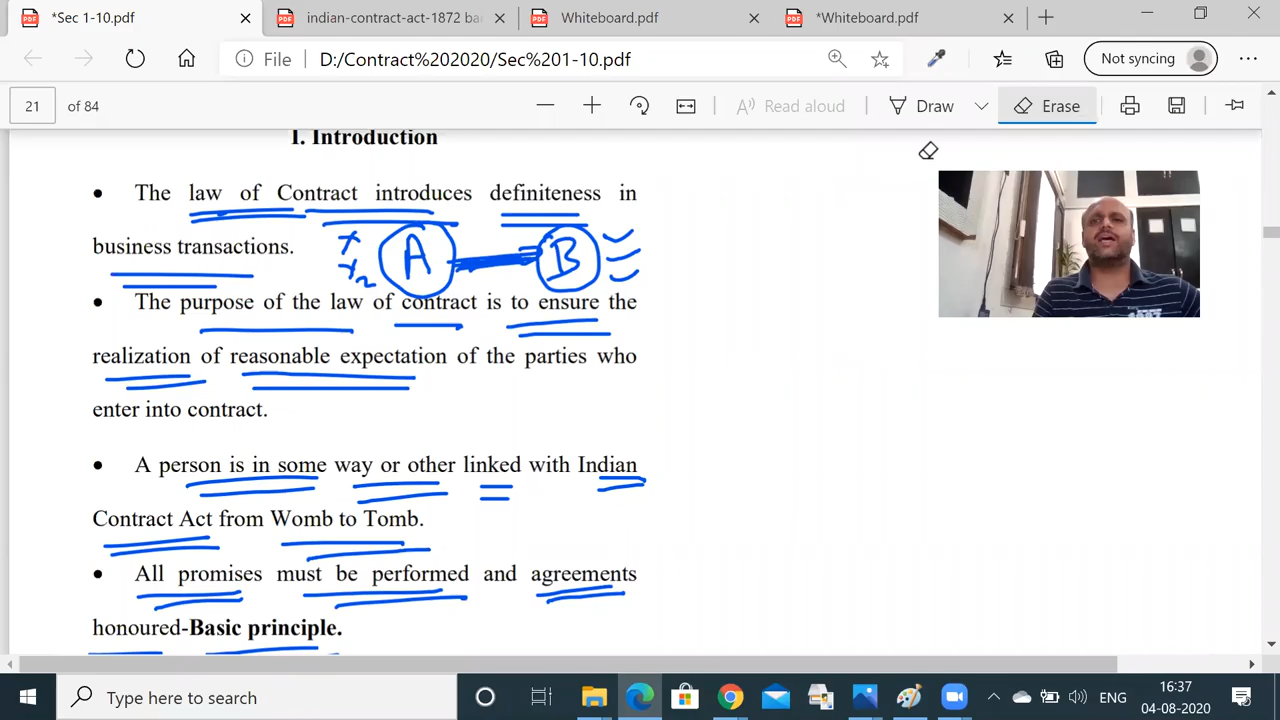 *Sec 1-10.pdf
indian-contract-act-1872 ba
Whiteboard.pdf
*Whiteboard.pdf
File
D:/Contract%202020/Sec%201-10.pdf
Not syncing
21 of 84
Read aloud
Draw
Erase
I. Introduction
• The law of Contract introduces definiteness in
business transactions.
x A B
x2
• The purpose of the law of contract is to ensure the
realization of reasonable expectation of the parties who
enter into contract.
• A person is in some way or other linked with Indian
Contract Act from Womb to Tomb.
• All promises must be performed and agreements
honoured-Basic principle.
Type here to search
ENG
16:37
04-08-2020